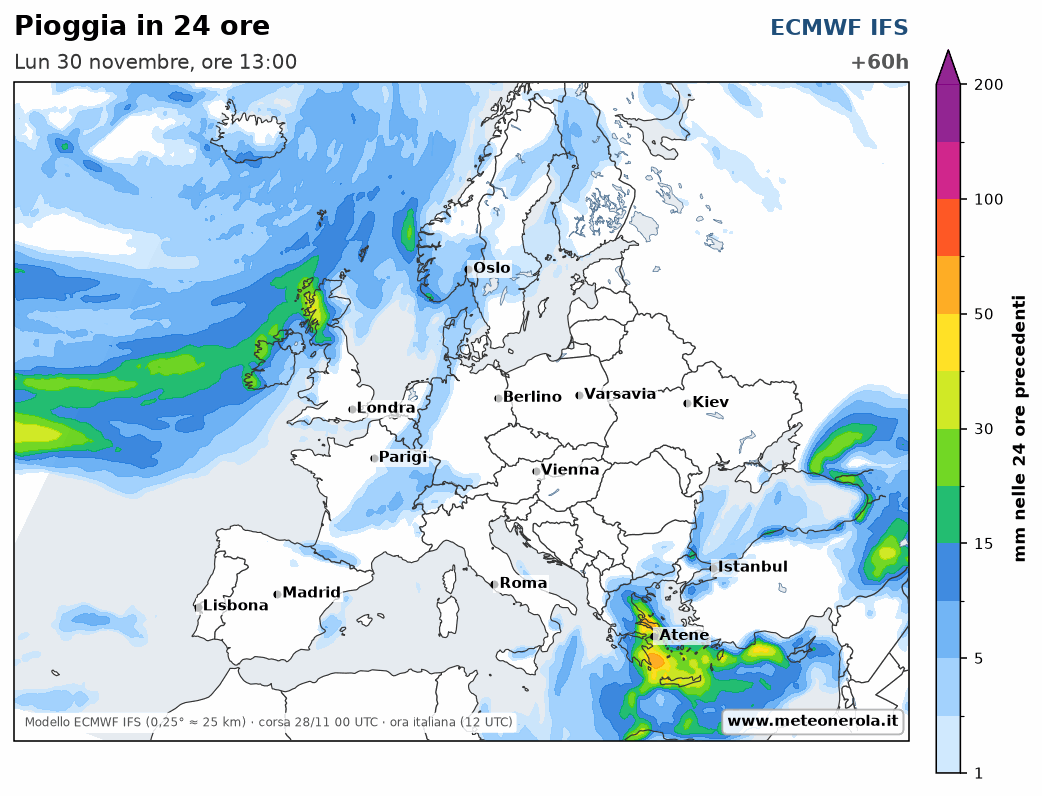 Pioggia in 24 ore
ECMWF IFS
Lun 30 novembre, ore 13:00
+60h
200
100
50
30
15
5
1
mm nelle 24 ore precedenti
Oslo
Londra
Berlino
Varsavia
Kiev
Parigi
Vienna
Istanbul
Roma
Madrid
Lisbona
Atene
Modello ECMWF IFS (0,25° ≈ 25 km) · corsa 28/11 00 UTC · ora italiana (12 UTC)
www.meteonerola.it